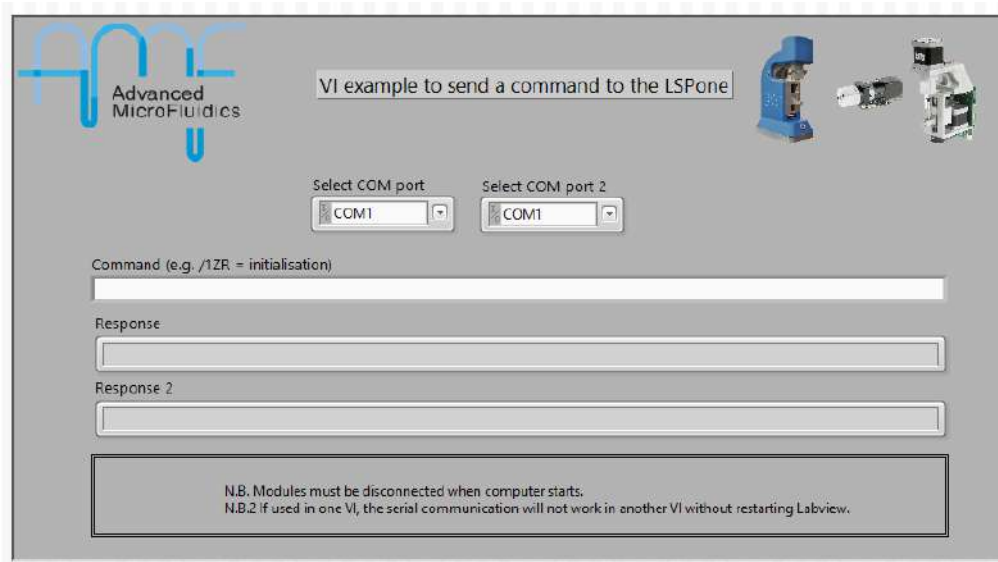 Advanced
MicroFluidics
VI example to send a command to the LSPone
Select COM port
COM1
Select COM port 2
COM1
Command (e.g. /1ZR = initialisation)
Response
Response 2
N.B. Modules must be disconnected when computer starts.
N.B.2 If used in one VI, the serial communication will not work in another VI without restarting Labview.